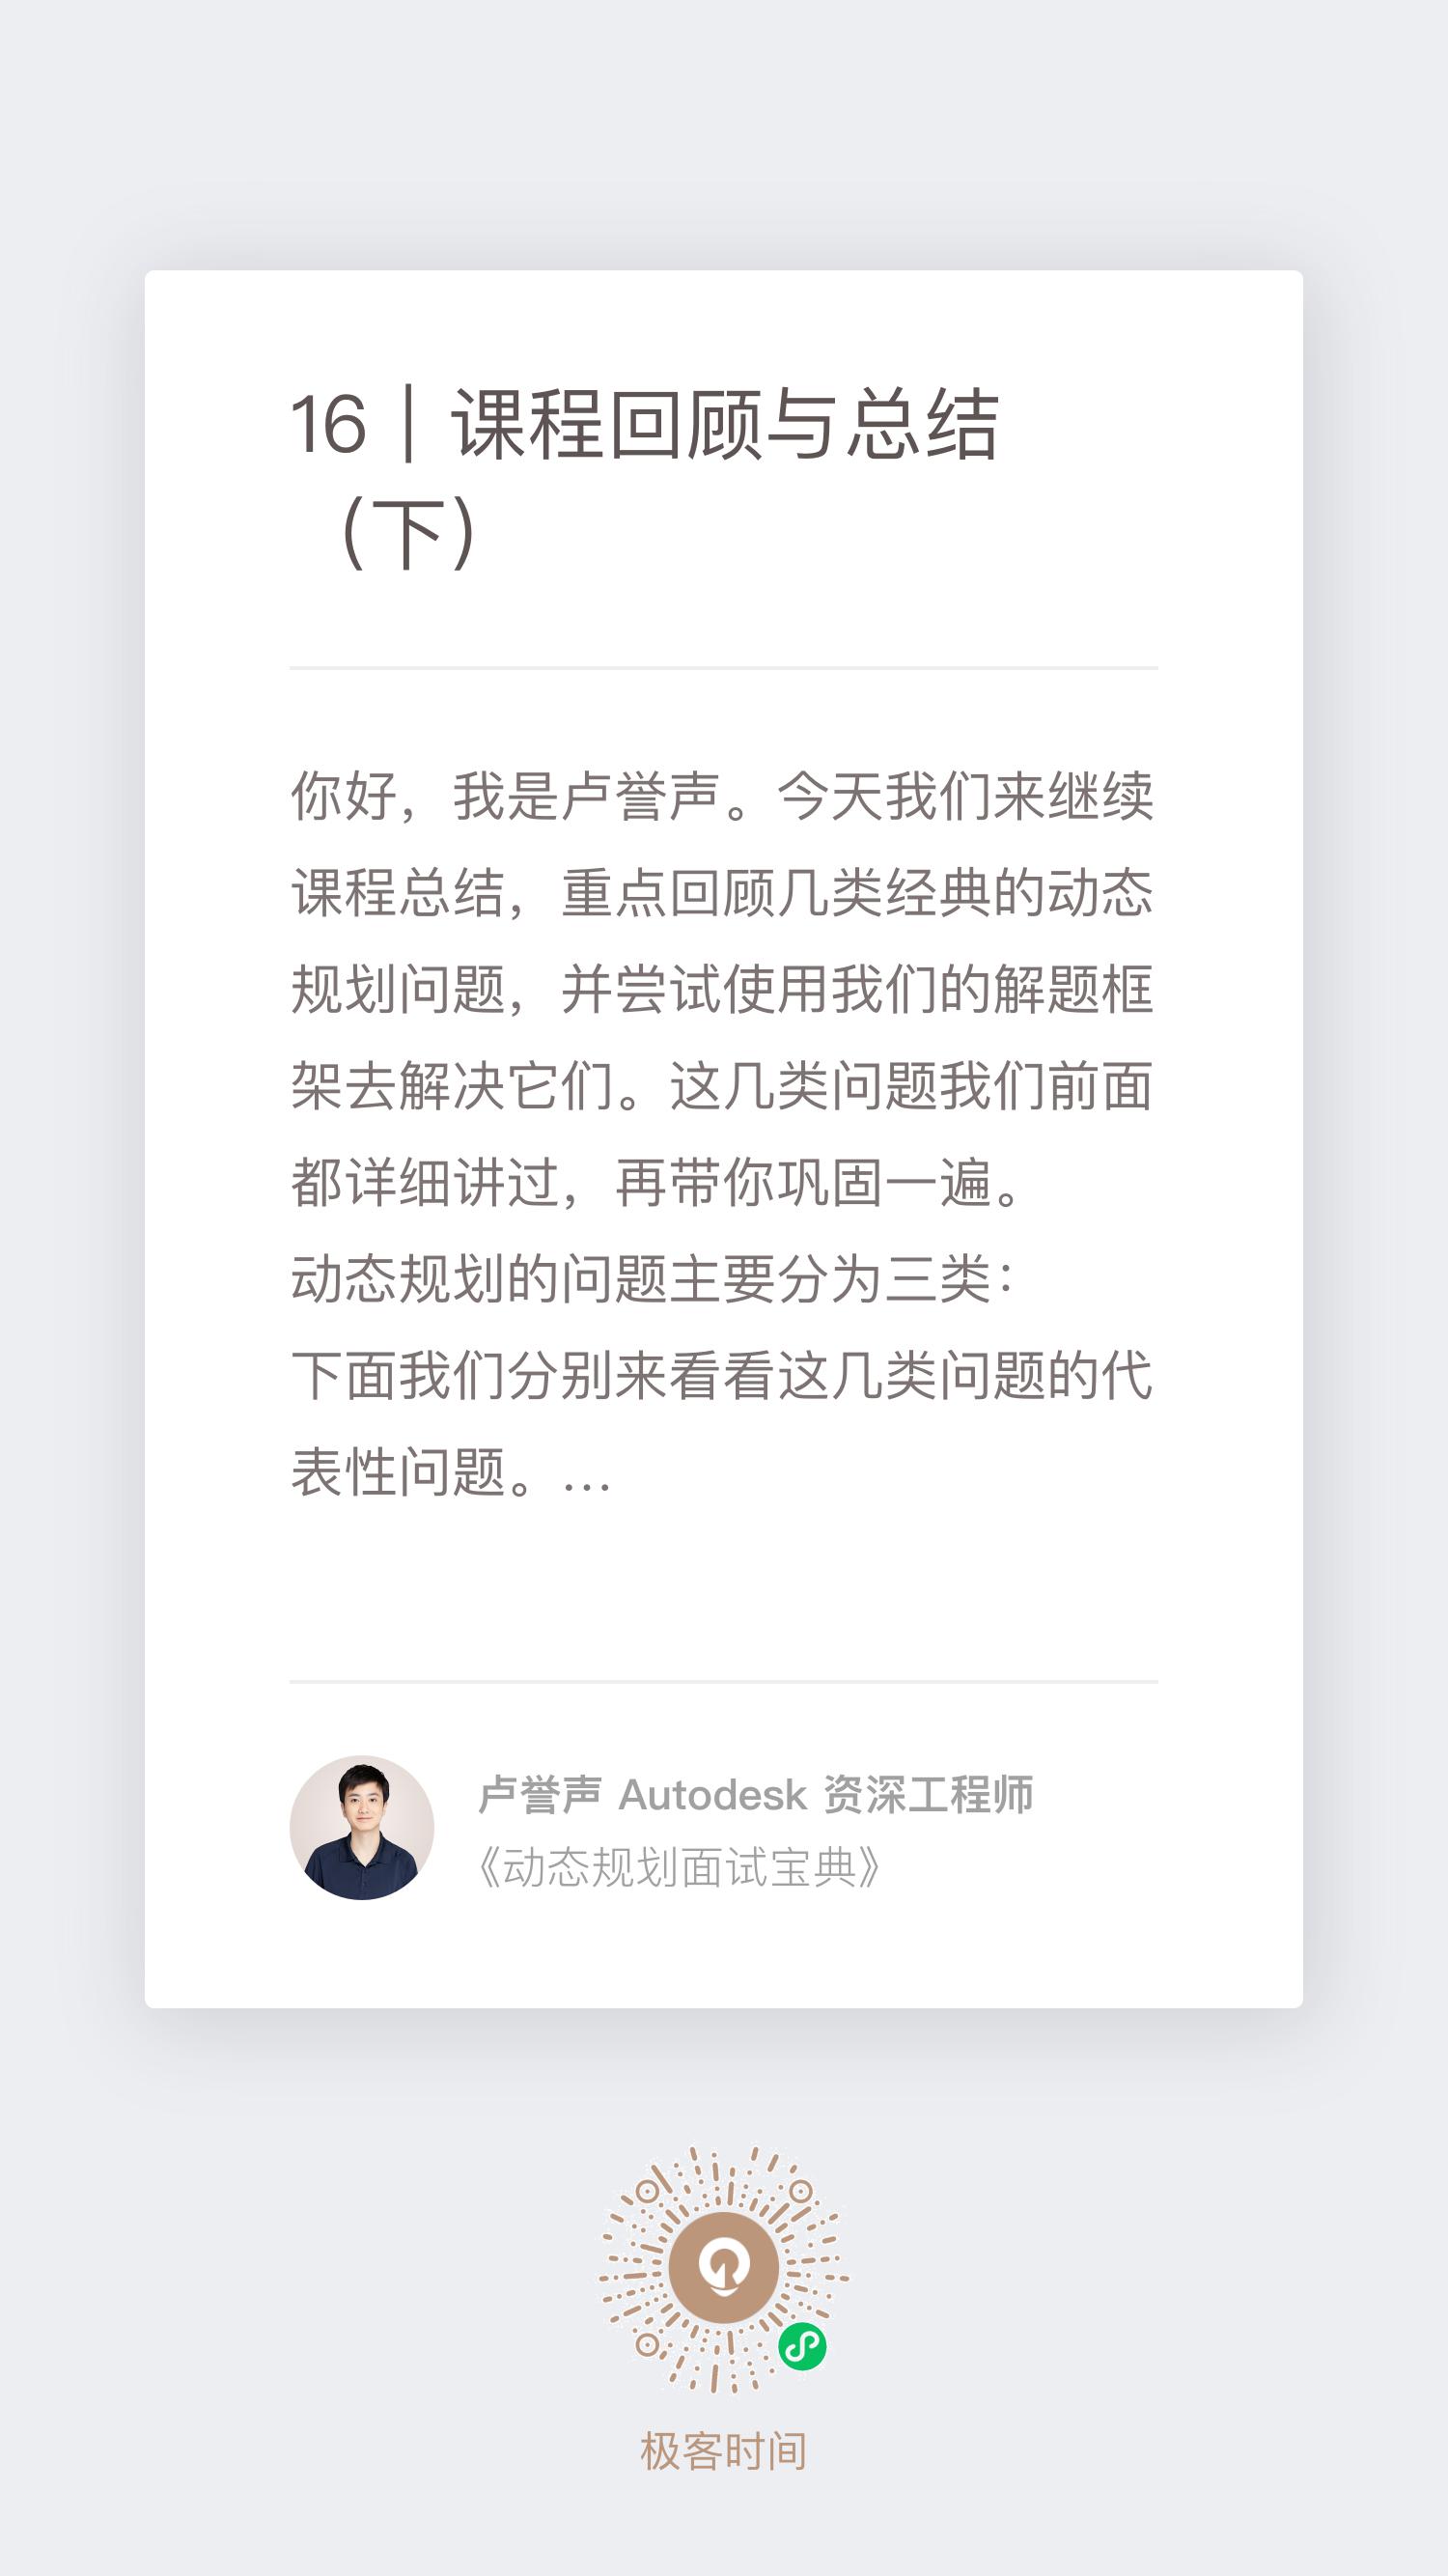 16｜课程回顾与总结
（下）
你好，我是卢誉声。今天我们来继续
课程总结，重点回顾几类经典的动态
规划问题，并尝试使用我们的解题框
架去解决它们。这几类问题我们前面
都详细讲过，再带你巩固一遍。
动态规划的问题主要分为三类：
下面我们分别来看看这几类问题的代
表性问题。...
卢誉声 Autodesk 资深工程师
《动态规划面试宝典》
极客时间